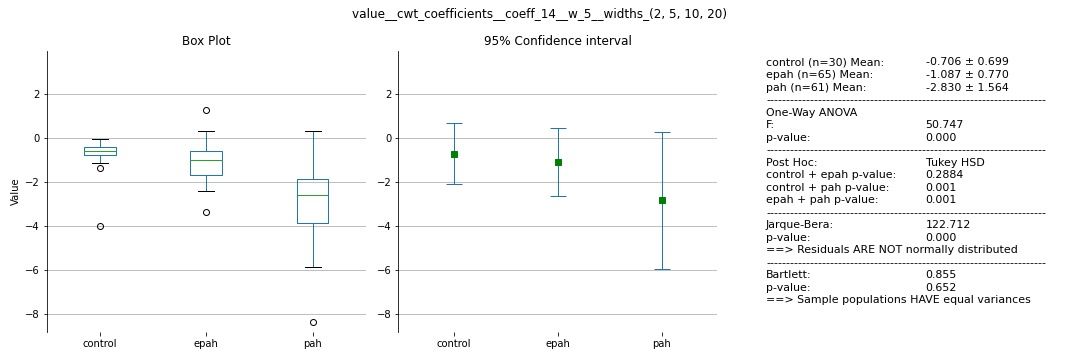 value__cwt_coefficients__coeff_14__w_5__widths_(2, 5, 10, 20)
Box Plot
Value
2
0
−2
−4
−6
−8
control epah pah
95% Confidence interval
2
0
−2
−4
−6
−8
control epah pah
control (n=30) Mean: -0.706 ± 0.699
epah (n=65) Mean: -1.087 ± 0.770
pah (n=61) Mean: -2.830 ± 1.564
One-Way ANOVA
F: 50.747
p-value: 0.000
Post Hoc: Tukey HSD
control + epah p-value: 0.2884
control + pah p-value: 0.001
epah + pah p-value: 0.001
Jarque-Bera: 122.712
p-value: 0.000
==> Residuals ARE NOT normally distributed
Bartlett: 0.855
p-value: 0.652
==> Sample populations HAVE equal variances